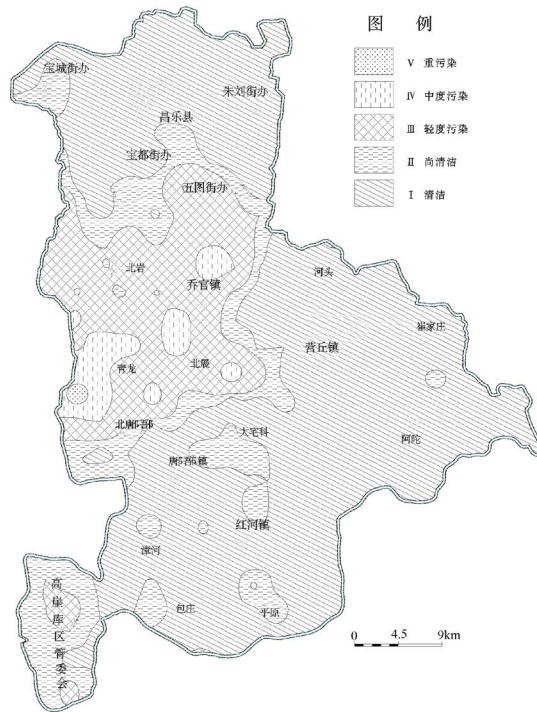 图 例
V 重污染
IV 中度污染
III 轻度污染
II 尚清洁
I 清洁
宝城街办
朱刘街办
昌乐县
宝都街办
五图街办
北岩
乔官镇
河头
营丘镇
崔家庄
青龙
北展
北鄌郚
大宅科
鄌郚镇
阿陀
红河镇
漳河
包庄
平原
高崖库区管委会
0 4.5 9km